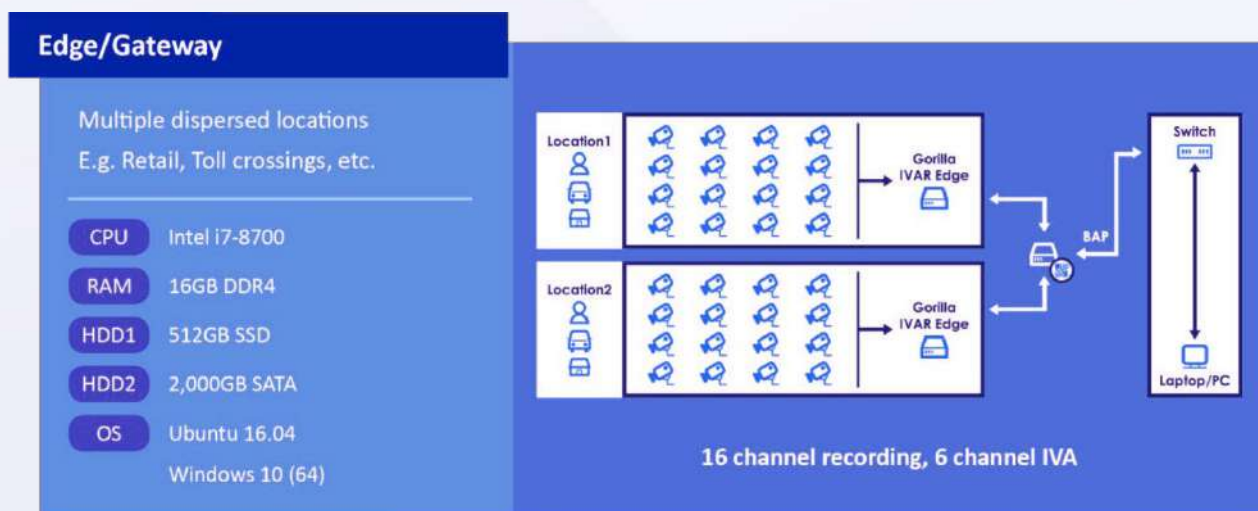 Edge/Gateway
Multiple dispersed locations
E.g. Retail, Toll crossings, etc.
CPU Intel i7-8700
RAM 16GB DDR4
HDD1 512GB SSD
HDD2 2,000GB SATA
OS Ubuntu 16.04
Windows 10 (64)
Location1
Gorilla
IVAR Edge
Location2
Gorilla
IVAR Edge
BAP
Switch
Laptop/PC
16 channel recording, 6 channel IVA